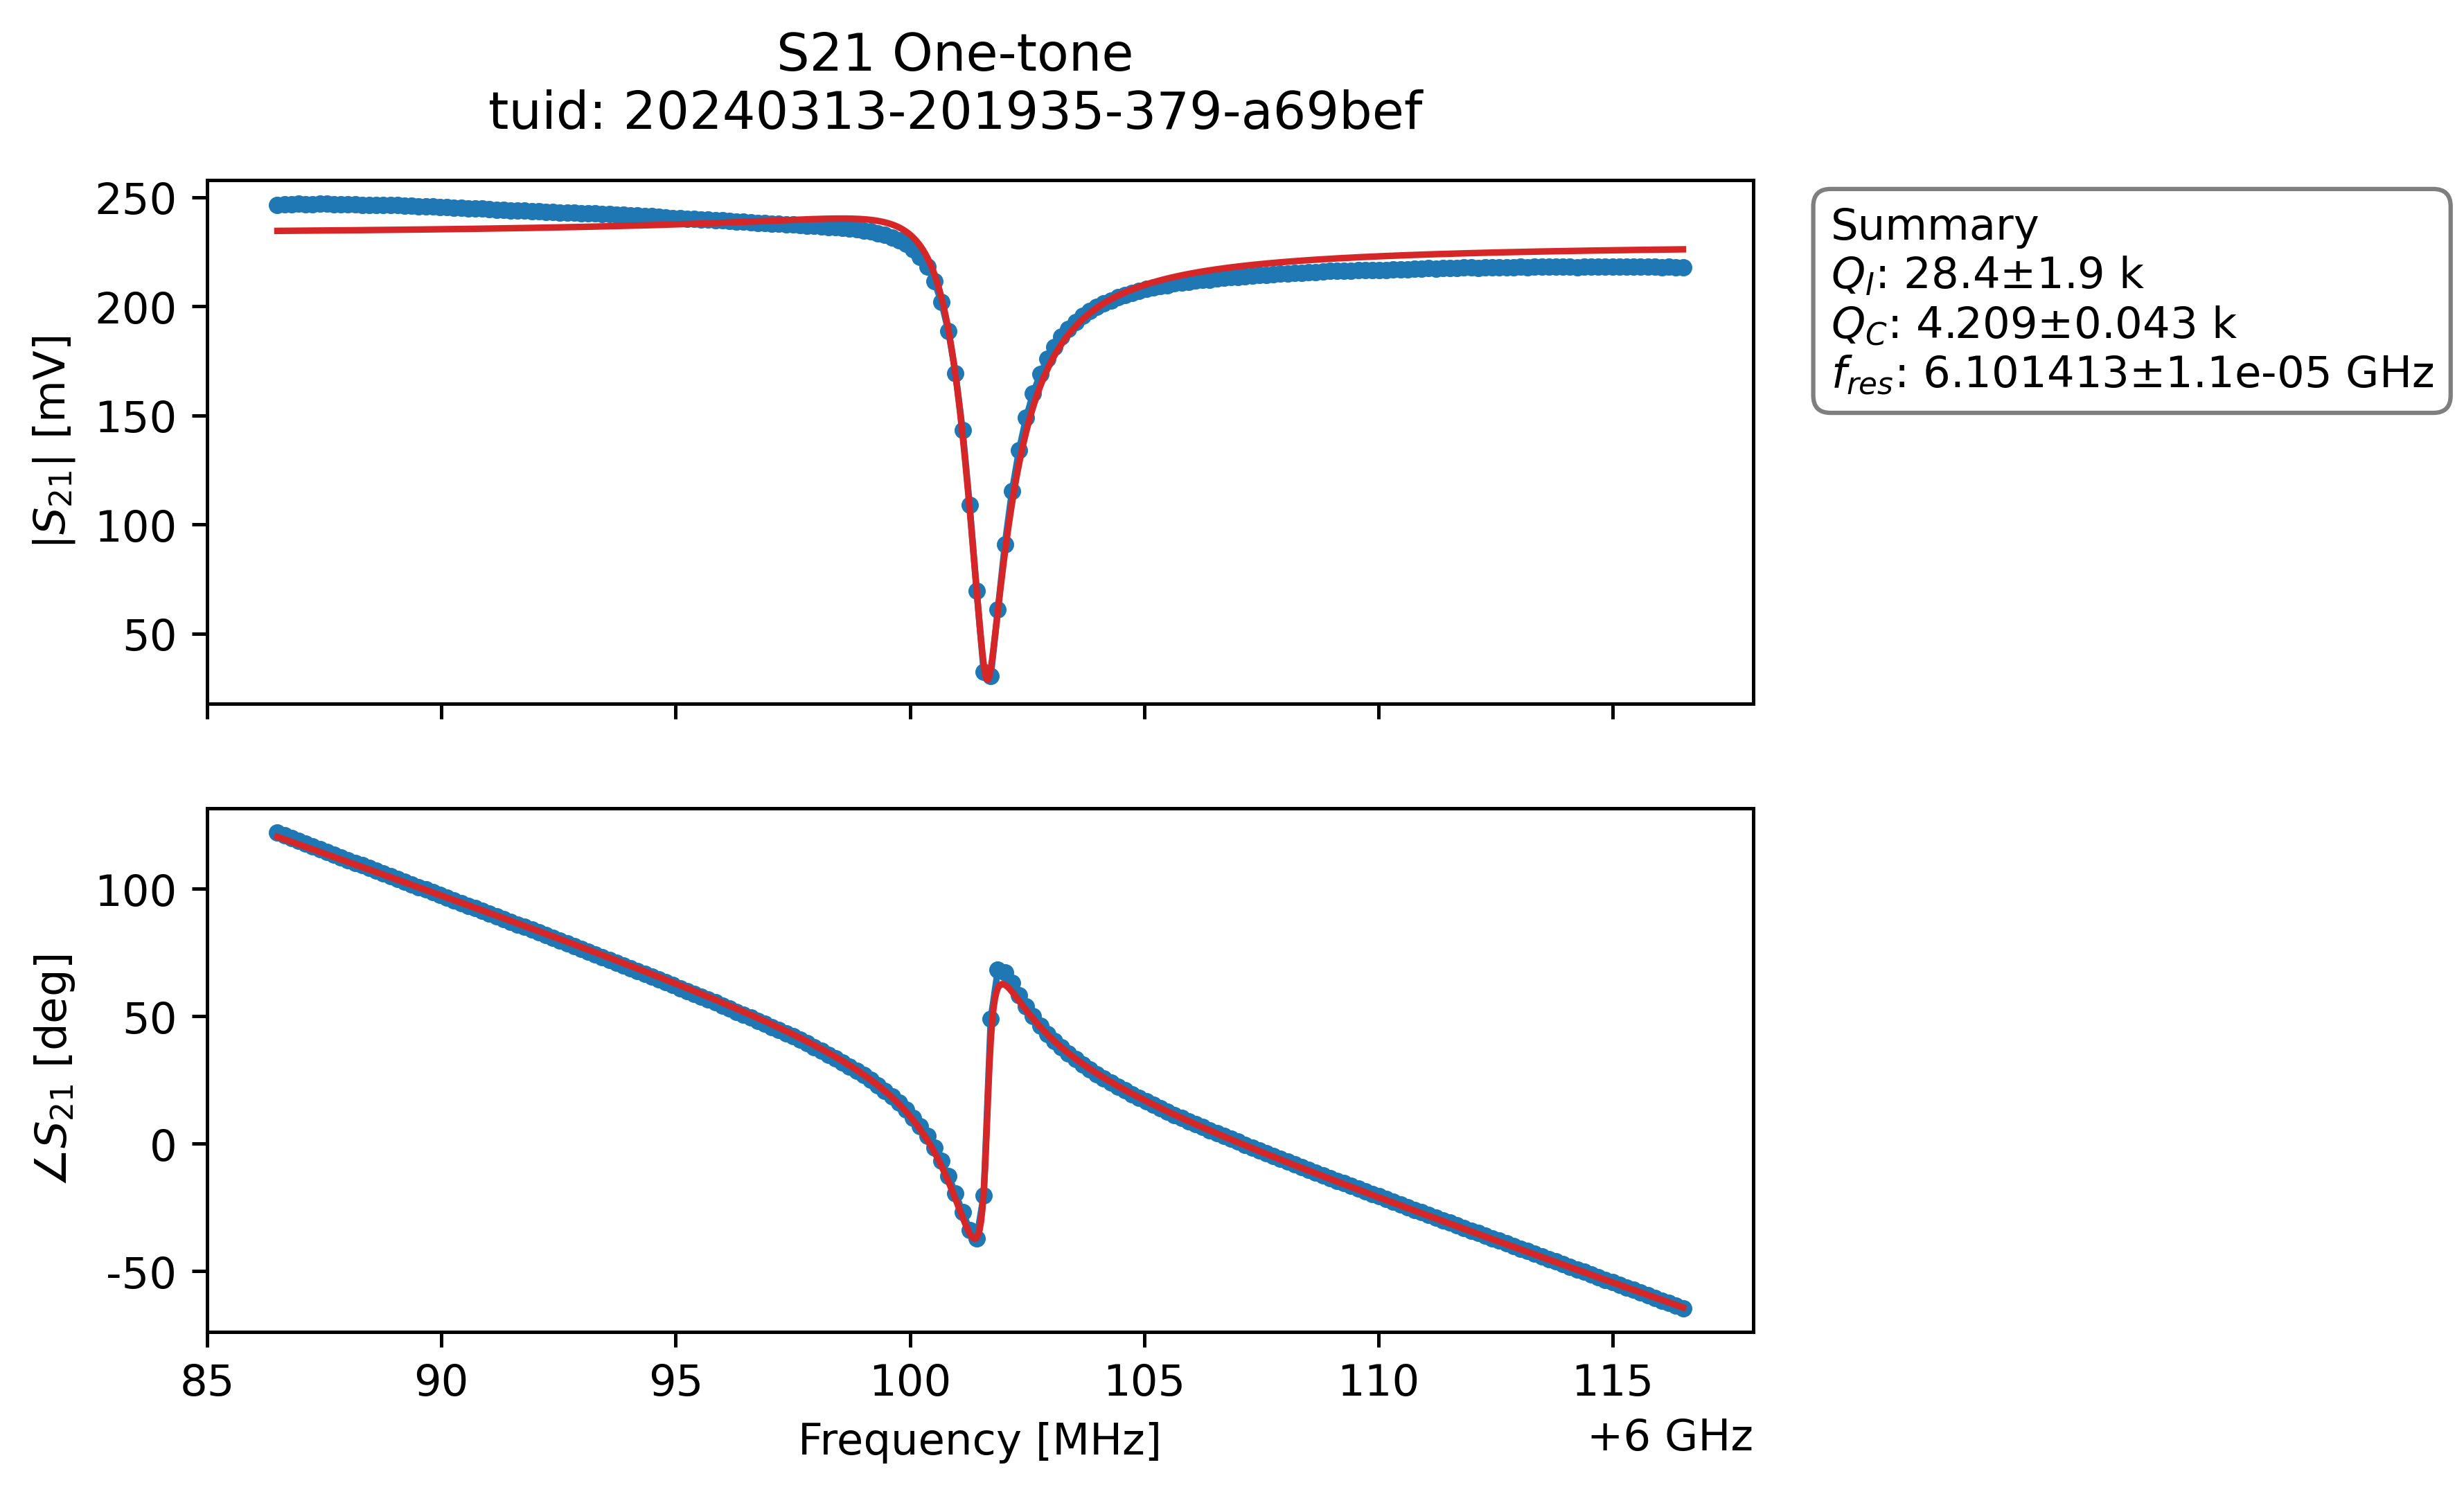 S21 One-tone
tuid: 20240313-201935-379-a69bef
250
200
150
100
50
|S21| [mV]
Summary
QI: 28.4±1.9 k
QC: 4.209±0.043 k
fres: 6.101413±1.1e-05 GHz
100
50
0
-50
∠S21 [deg]
85 90 95 100 105 110 115
Frequency [MHz]
+6 GHz